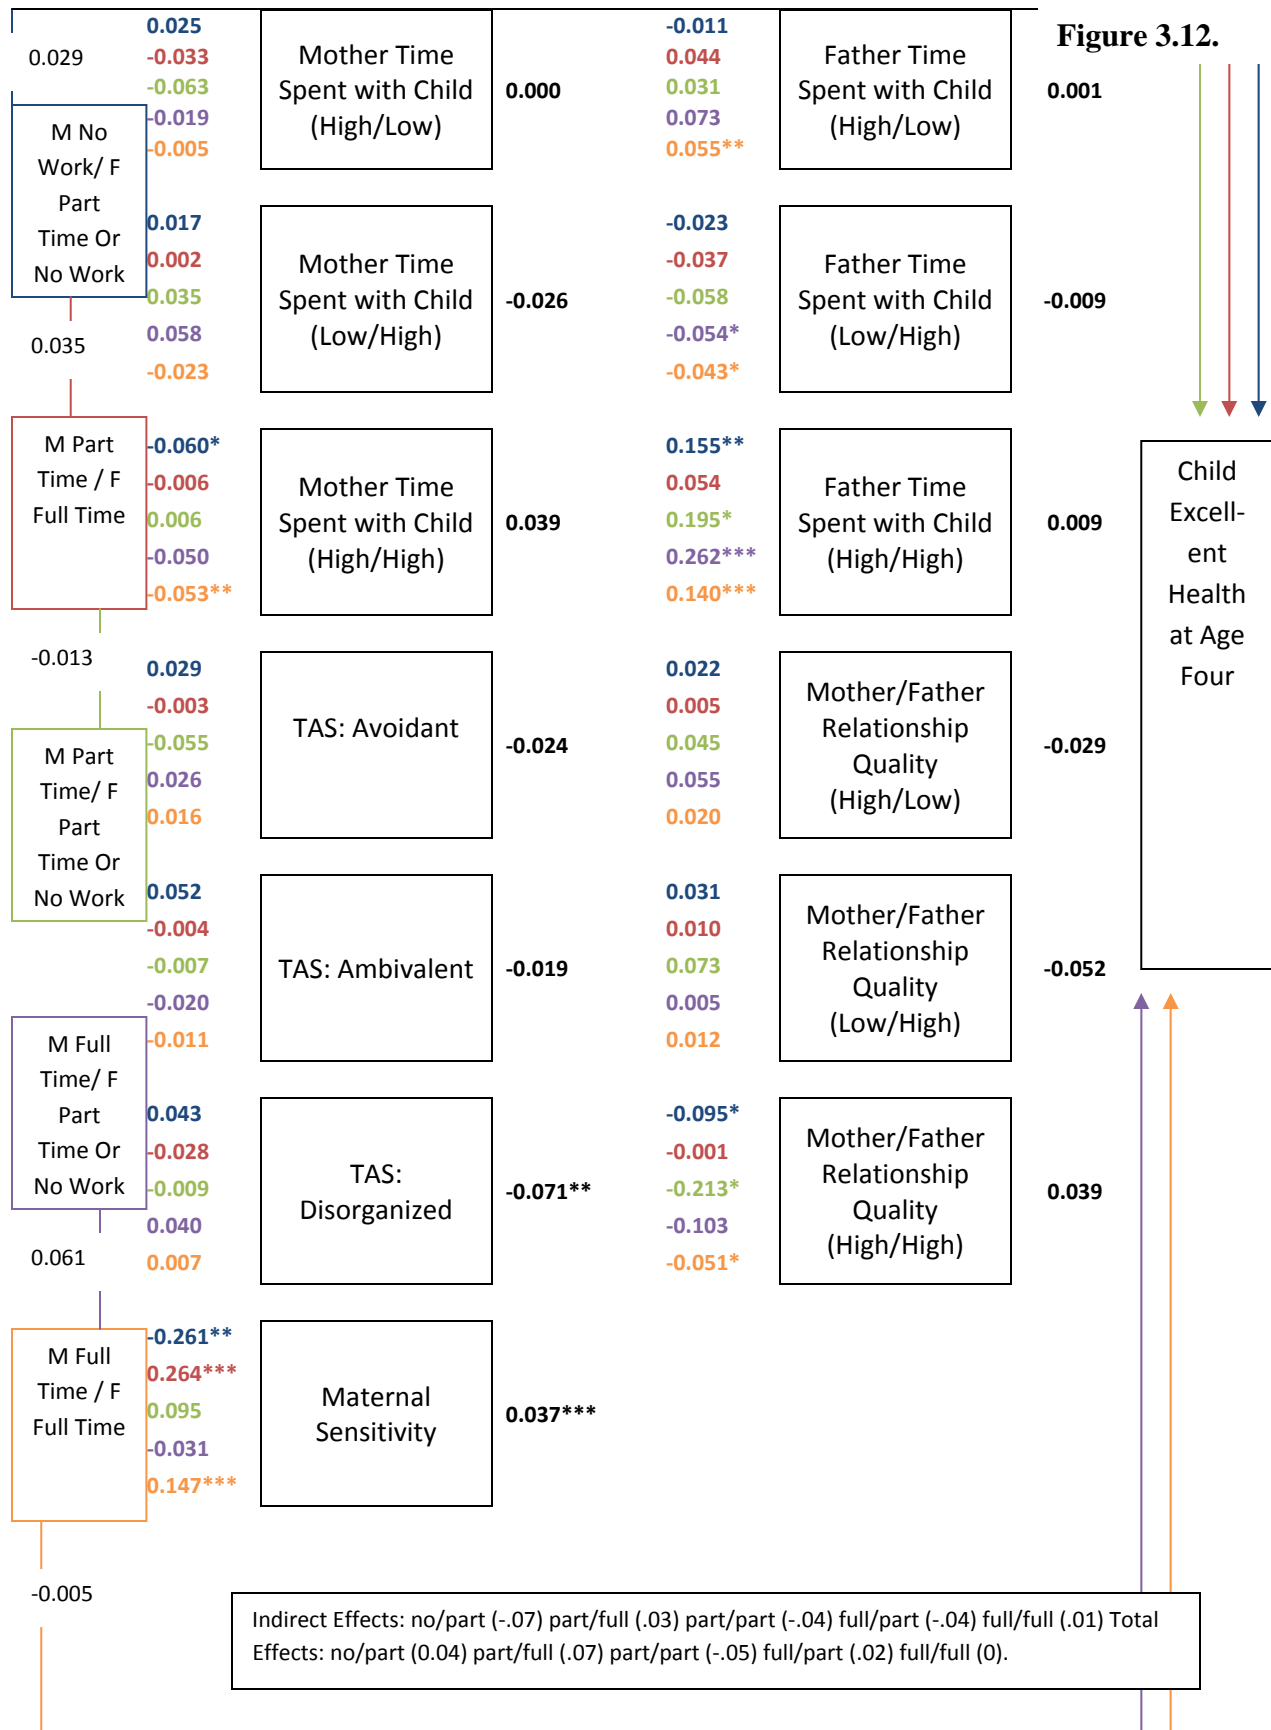 Figure 3.12.
0.029
M No
Work/ F
Part
Time Or
No Work
0.035
M Part
Time / F
Full Time
-0.013
M Part
Time/ F
Part
Time Or
No Work
M Full
Time/ F
Part
Time Or
No Work
0.061
M Full
Time / F
Full Time
-0.005
0.025
-0.033
-0.063
-0.019
-0.005
Mother Time
Spent with Child
(High/Low)
0.000
-0.011
0.044
0.031
0.073
0.055**
Father Time
Spent with Child
(High/Low)
0.001
0.017
0.002
0.035
0.058
-0.023
Mother Time
Spent with Child
(Low/High)
-0.026
-0.023
-0.037
-0.058
-0.054*
-0.043*
Father Time
Spent with Child
(Low/High)
-0.009
-0.060*
-0.006
0.006
-0.050
-0.053**
Mother Time
Spent with Child
(High/High)
0.039
0.155**
0.054
0.195*
0.262***
0.140***
Father Time
Spent with Child
(High/High)
0.009
0.029
-0.003
-0.055
0.026
0.016
TAS: Avoidant
-0.024
0.022
0.005
0.045
0.055
0.020
Mother/Father
Relationship
Quality
(High/Low)
-0.029
0.052
-0.004
-0.007
-0.020
-0.011
TAS: Ambivalent
-0.019
0.031
0.010
0.073
0.005
0.012
Mother/Father
Relationship
Quality
(Low/High)
-0.052
0.043
-0.028
-0.009
0.040
0.007
TAS:
Disorganized
-0.071**
-0.095*
-0.001
-0.213*
-0.103
-0.051*
Mother/Father
Relationship
Quality
(High/High)
0.039
-0.261**
0.264***
0.095
-0.031
0.147***
Maternal
Sensitivity
0.037***
Child
Excell-
ent
Health
at Age
Four
Indirect Effects: no/part (-.07) part/full (.03) part/part (-.04) full/part (-.04) full/full (.01) Total
Effects: no/part (0.04) part/full (.07) part/part (-.05) full/part (.02) full/full (0).